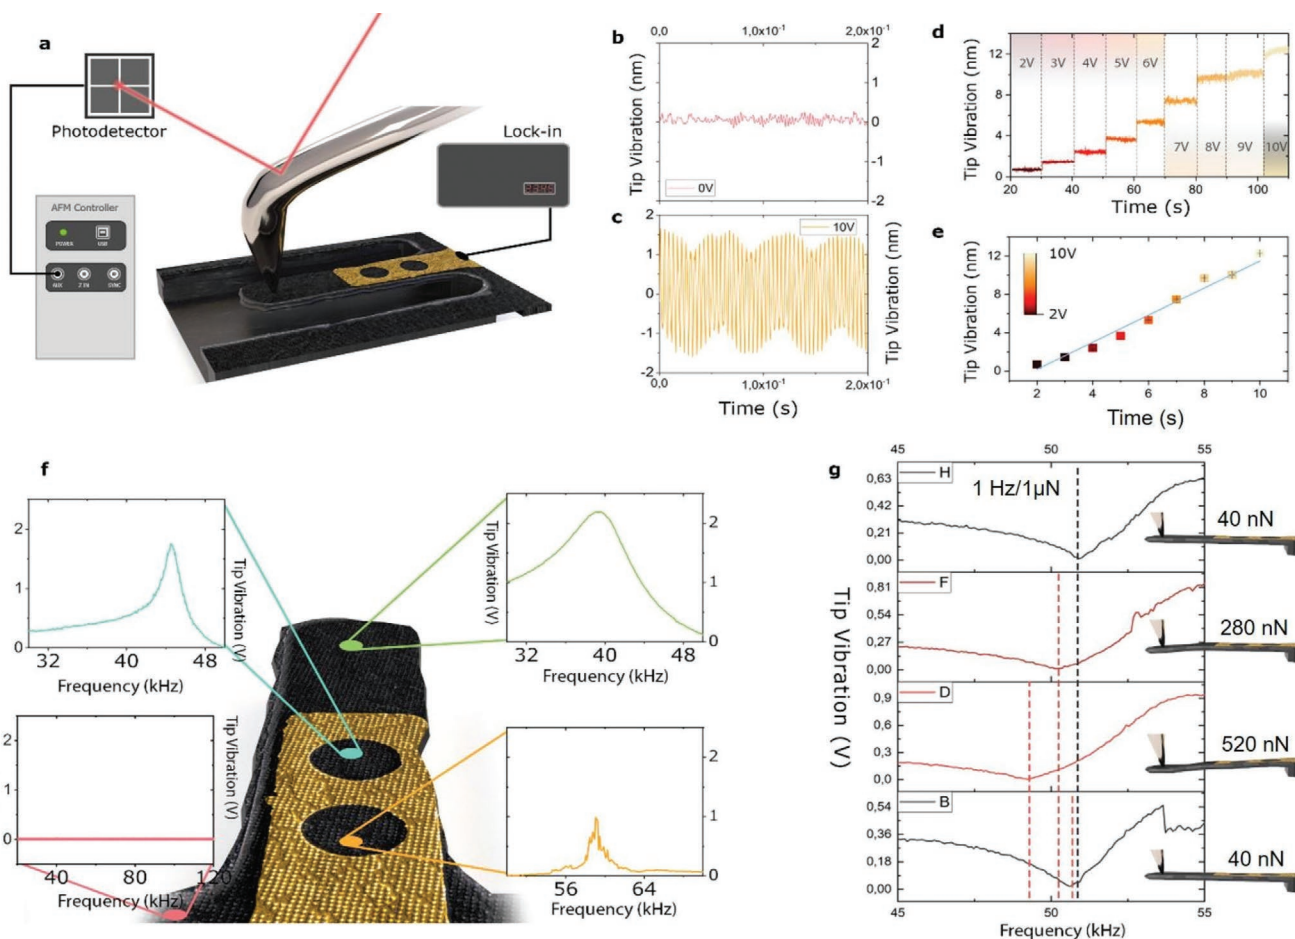 a
Photodetector
Lock-in
AFM Controller
POWER
USB
AUX
Z IN
SYNC
b
0,0
1,0x10⁻¹
2,0x10⁻¹
Tip Vibration (nm)
2
1
0
-1
-2
0V
c
2
1
0
-1
-2
10V
Tip Vibration (nm)
0,0
1,0x10⁻¹
2,0x10⁻¹
Time (s)
d
Tip Vibration (nm)
12
8
4
0
2V
3V
4V
5V
6V
7V
8V
9V
10V
20
40
60
80
100
Time (s)
e
Tip Vibration (nm)
12
8
4
0
10V
2V
2
4
6
8
10
Time (s)
f
2
1
0
Tip Vibration (V)
32
40
48
Frequency (kHz)
Tip Vibration (V)
2
1
0
32
40
48
Frequency (kHz)
2
1
0
Tip Vibration (V)
40
80
120
Frequency (kHz)
Tip Vibration (V)
2
1
0
56
64
Frequency (kHz)
g
45
50
55
H
1 Hz/1µN
0,63
0,42
0,21
0,00
40 nN
F
0,81
0,54
0,27
0,00
280 nN
Tip Vibration (V)
D
0,9
0,6
0,3
0,0
520 nN
B
0,54
0,36
0,18
0,00
40 nN
45
50
55
Frequency (kHz)